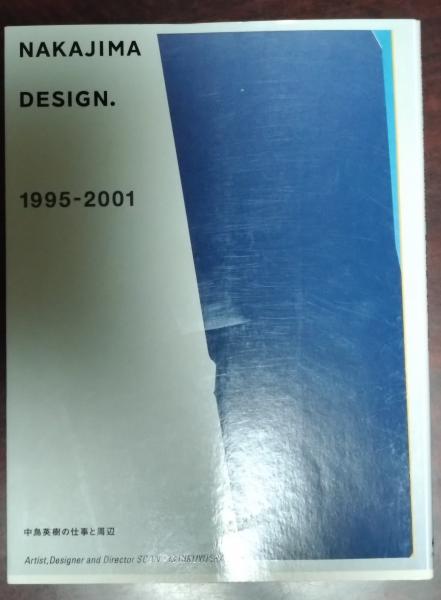 NAKAJIMA
DESIGN.
1995-2001
中島英樹の仕事と周辺
Artist,Designer and Director